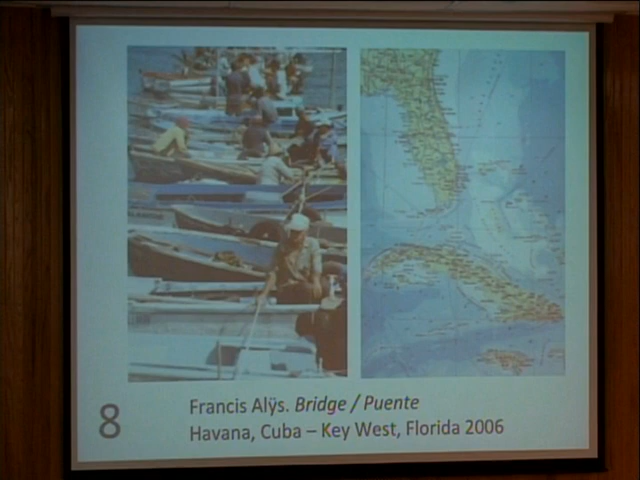 8
Francis Alÿs. Bridge / Puente
Havana, Cuba – Key West, Florida 2006